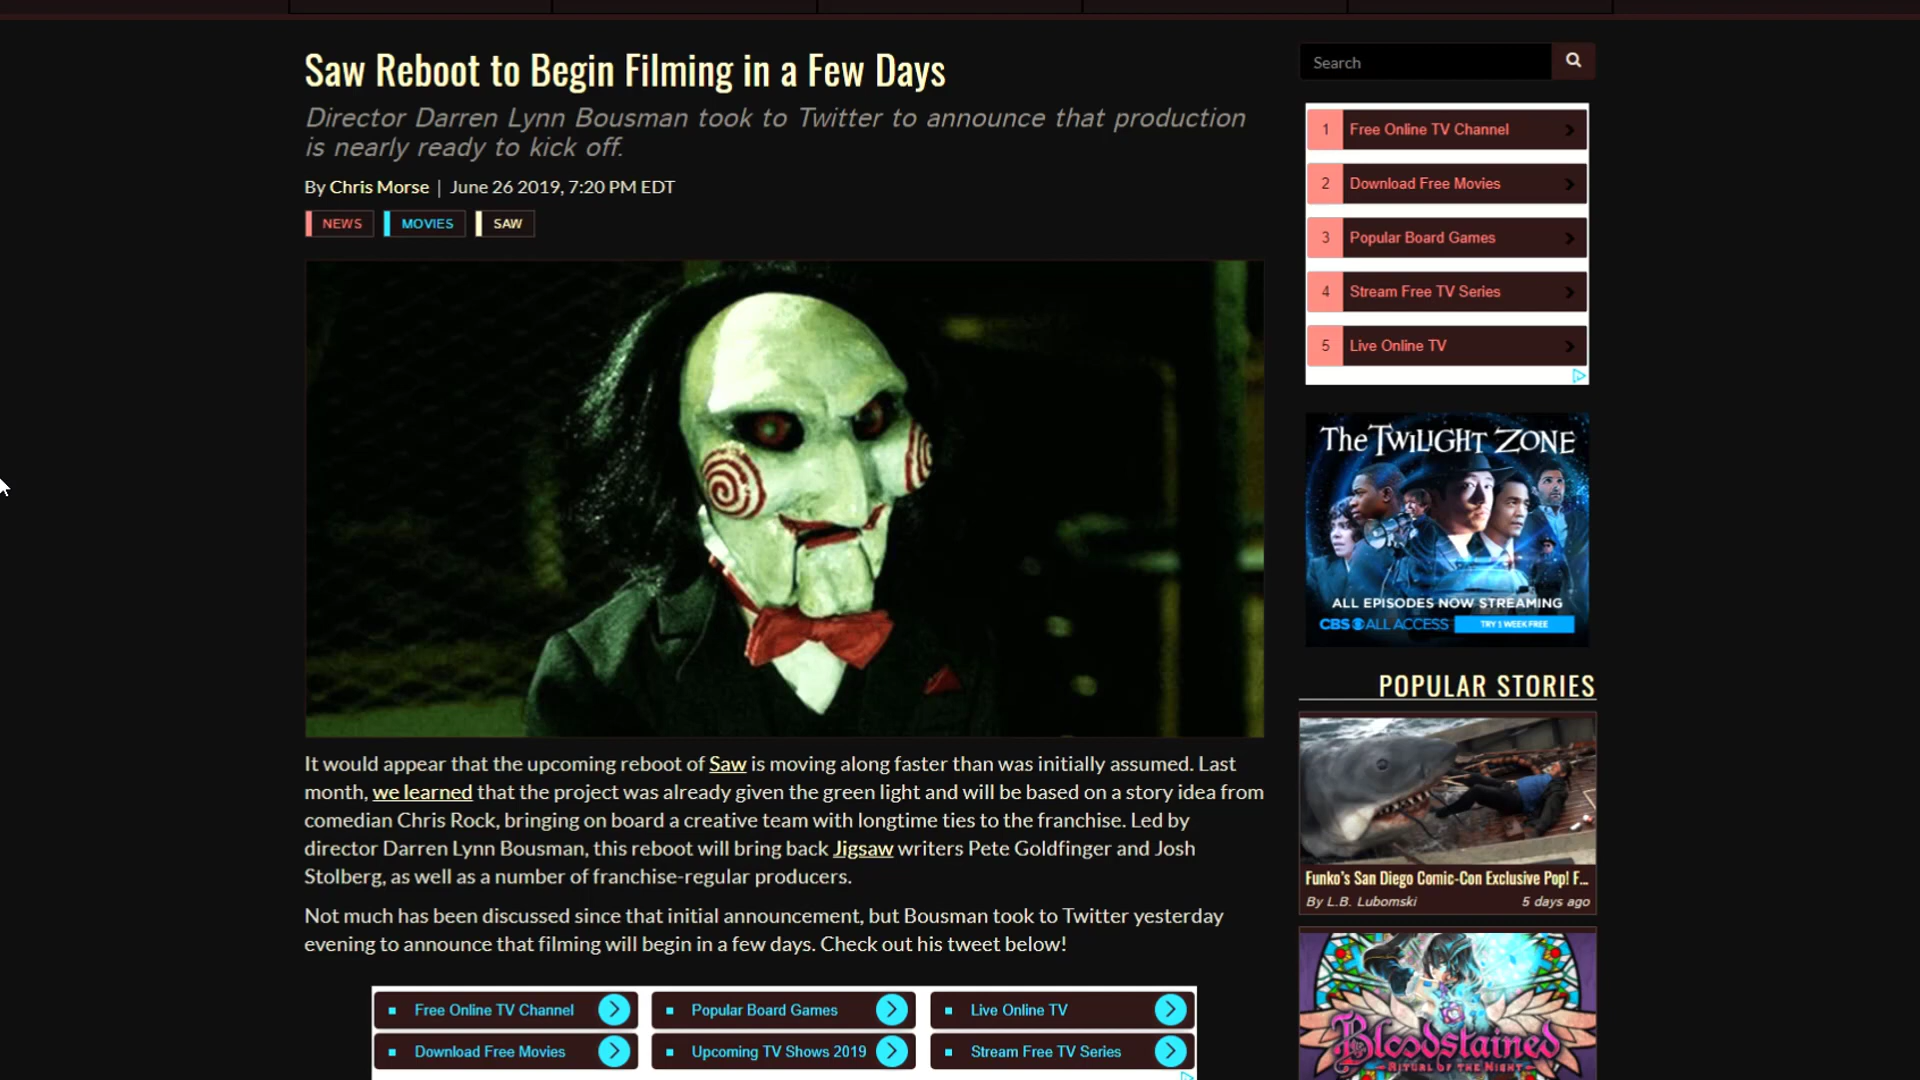 Saw Reboot to Begin Filming in a Few Days
Director Darren Lynn Bousman took to Twitter to announce that production
is nearly ready to kick off.
By Chris Morse | June 26 2019, 7:20 PM EDT
NEWS
MOVIES
SAW
It would appear that the upcoming reboot of Saw is moving along faster than was initially assumed. Last
month, we learned that the project was already given the green light and will be based on a story idea from
comedian Chris Rock, bringing on board a creative team with longtime ties to the franchise. Led by
director Darren Lynn Bousman, this reboot will bring back Jigsaw writers Pete Goldfinger and Josh
Stolberg, as well as a number of franchise-regular producers.
Not much has been discussed since that initial announcement, but Bousman took to Twitter yesterday
evening to announce that filming will begin in a few days. Check out his tweet below!
Free Online TV Channel
Popular Board Games
Live Online TV
Download Free Movies
Upcoming TV Shows 2019
Stream Free TV Series
Search
1 Free Online TV Channel
2 Download Free Movies
3 Popular Board Games
4 Stream Free TV Series
5 Live Online TV
The TWILIGHT ZONE
ALL EPISODES NOW STREAMING
CBS ALL ACCESS TRY 1 WEEK FREE
POPULAR STORIES
Funko's San Diego Comic-Con Exclusive Pop! F...
By L.B. Lubomski 5 days ago
Bloodstained
RITUAL OF THE NIGHT